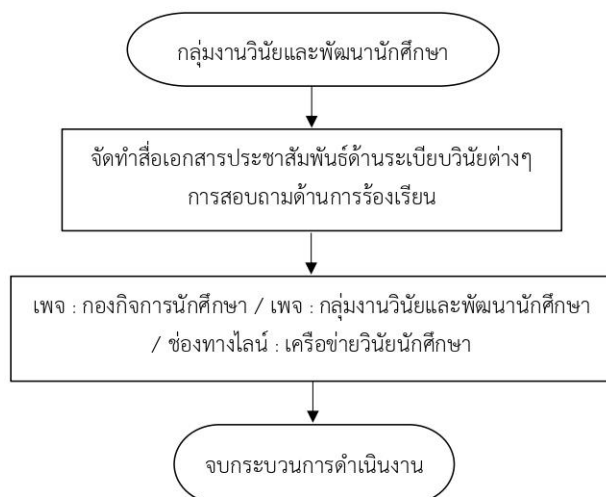 กลุ่มงานวินัยและพัฒนานักศึกษา
จัดทำสื่อเอกสารประชาสัมพันธ์ด้านระเบียบวินัยต่างๆ
การสอบถามด้านการร้องเรียน
เพจ : กองกิจการนักศึกษา / เพจ : กลุ่มงานวินัยและพัฒนานักศึกษา
/ ช่องทางไลน์ : เครือข่ายวินัยนักศึกษา
จบกระบวนการดำเนินงาน